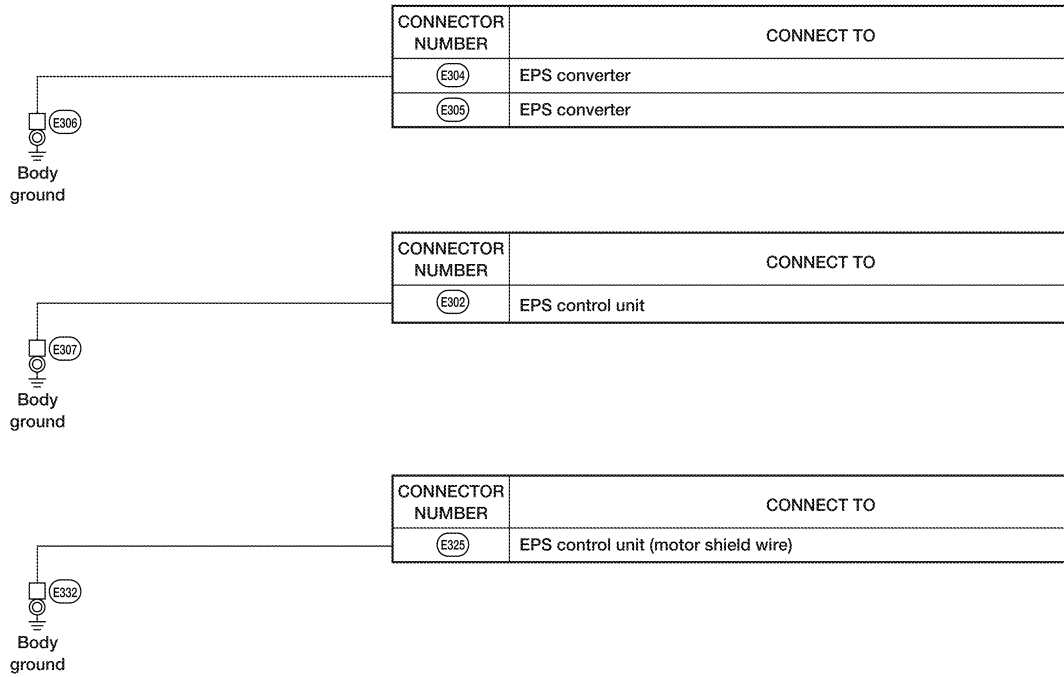 CONNECTOR
NUMBER
CONNECT TO
E304 EPS converter
E305 EPS converter
E306
Body
ground
CONNECTOR
NUMBER
CONNECT TO
E302 EPS control unit
E307
Body
ground
CONNECTOR
NUMBER
CONNECT TO
E325 EPS control unit (motor shield wire)
E332
Body
ground